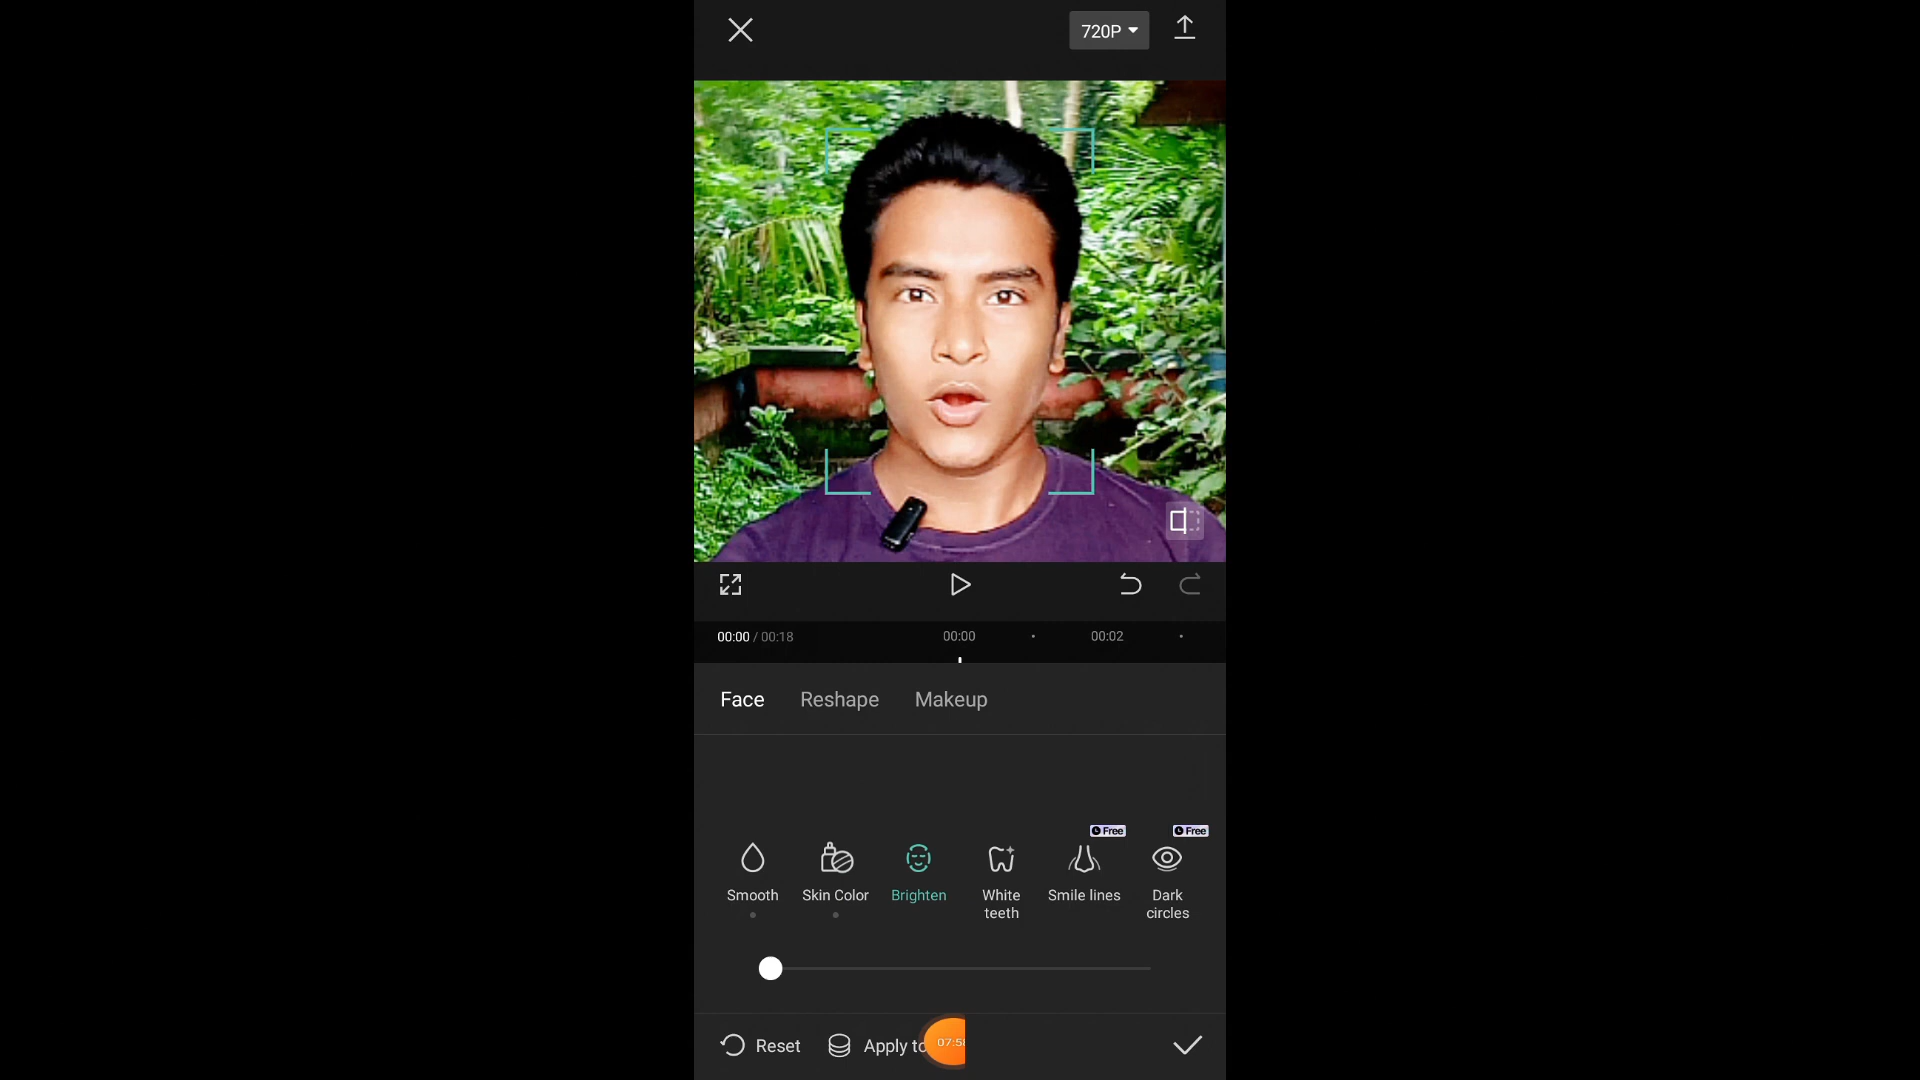 720P
00:00 / 00:18
00:00
00:02
Face
Reshape
Makeup
Free
Free
Smooth
Skin Color
Brighten
White
teeth
Smile lines
Dark
circles
Reset
Apply to